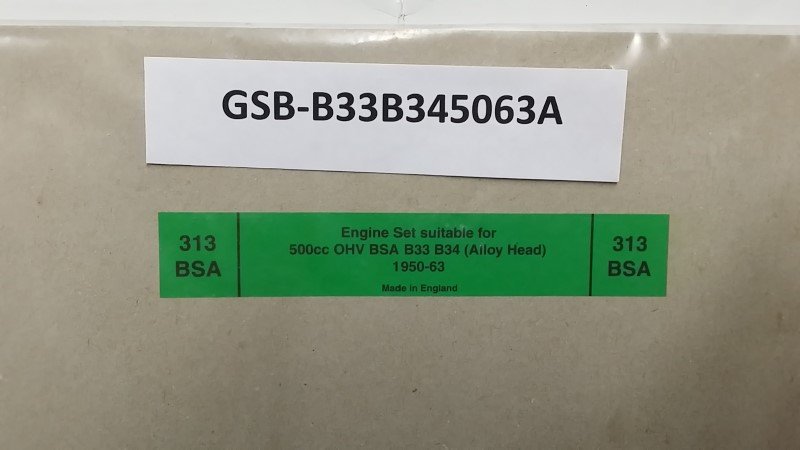 GSB-B33B345063A
313
BSA
Engine Set suitable for
500cc OHV BSA B33 B34 (Alloy Head)
1950-63
Made in England
313
BSA